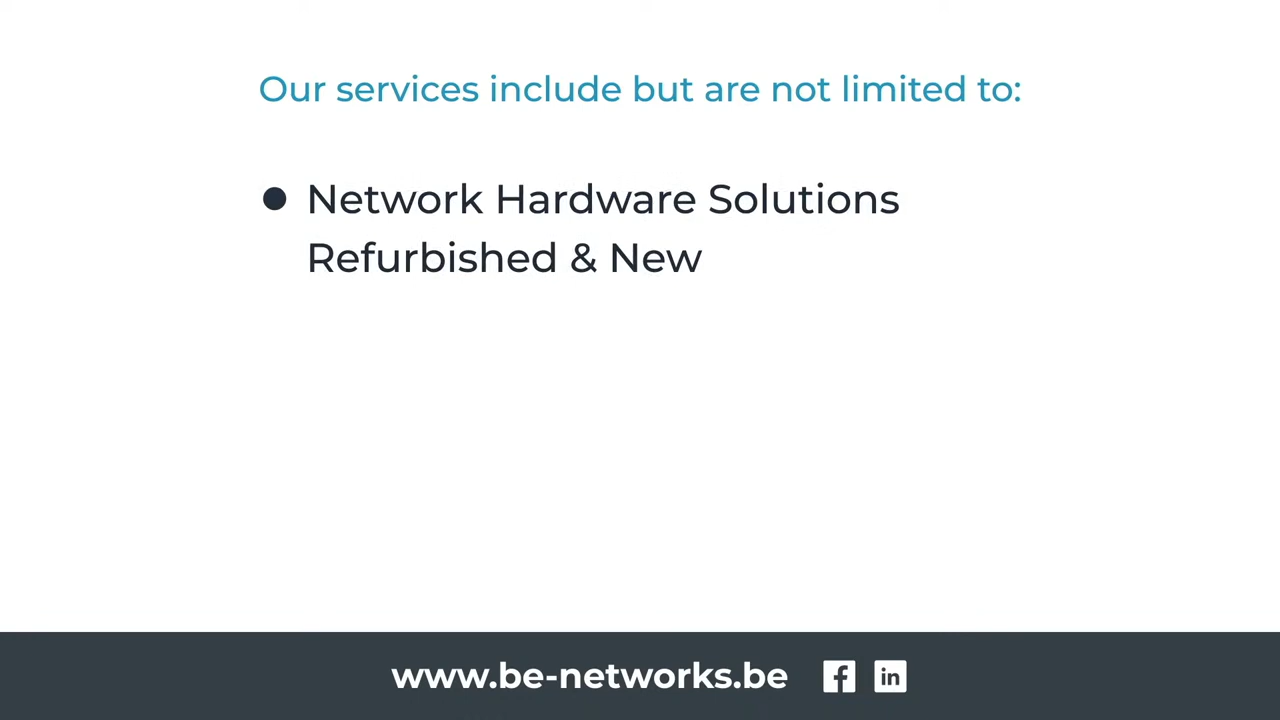 Our services include but are not limited to:
● Network Hardware Solutions
Refurbished & New
www.be-networks.be